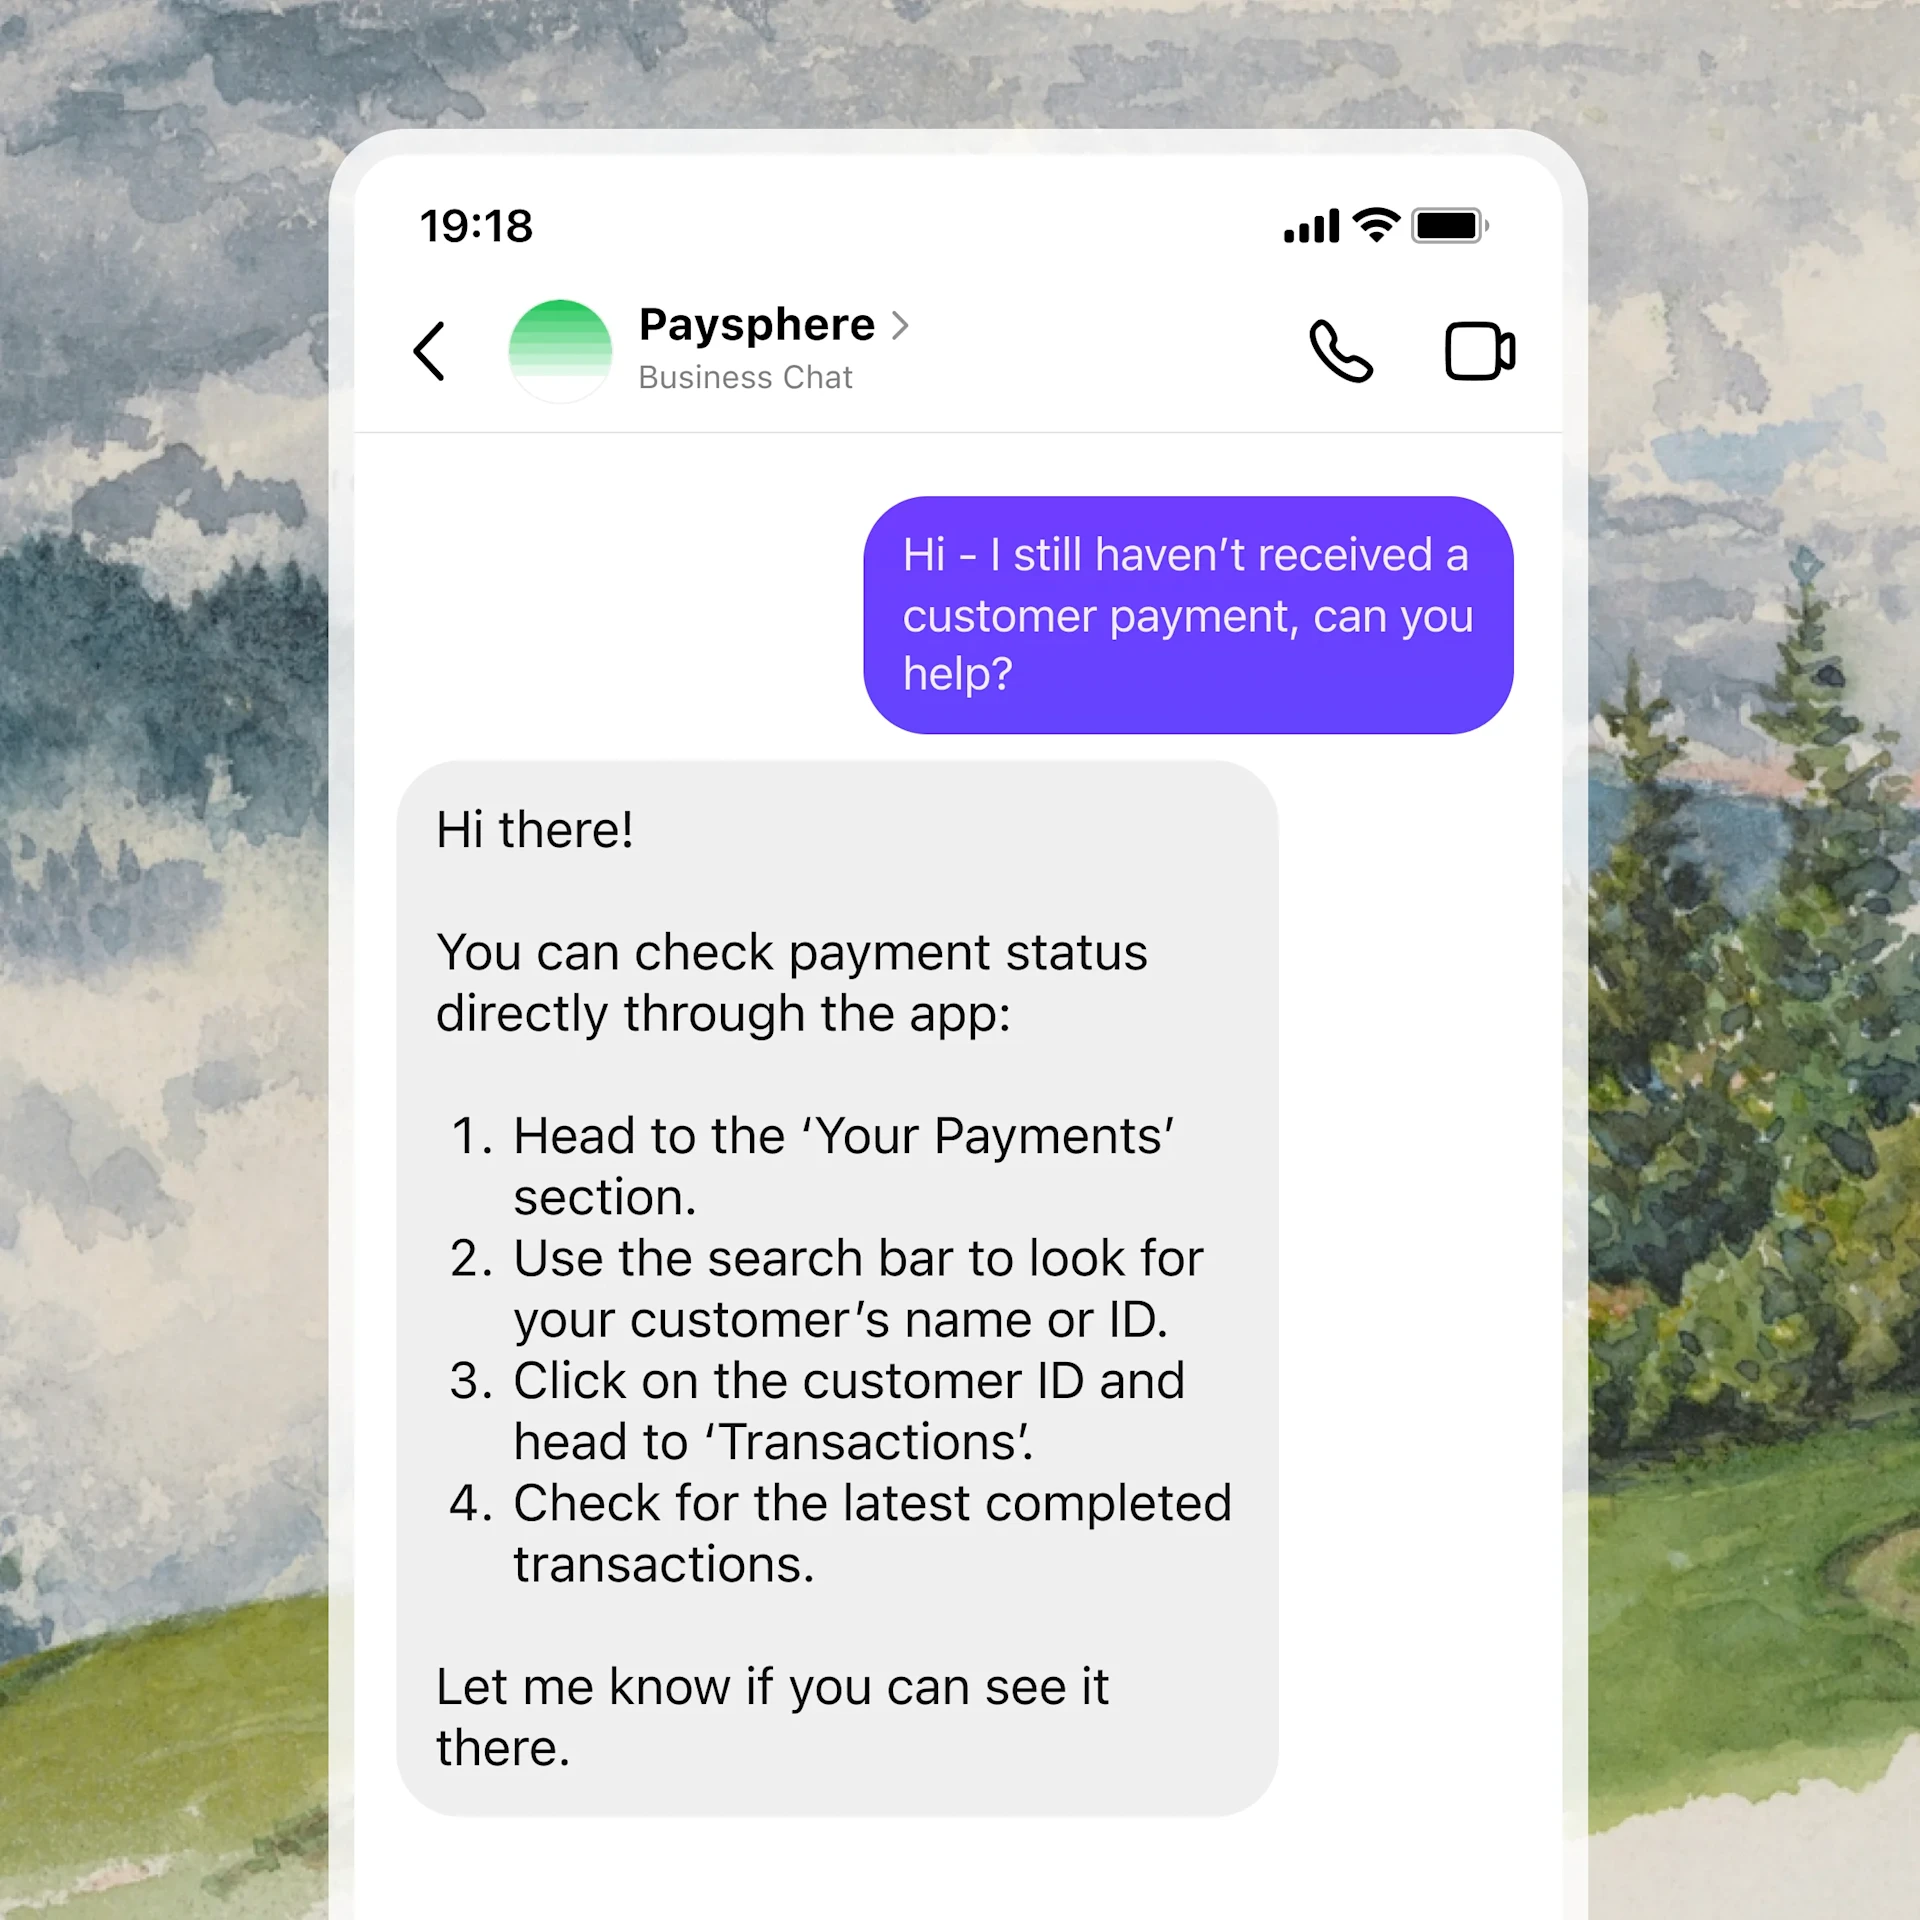 19:18
Paysphere
Business Chat
Hi - I still haven’t received a
customer payment, can you
help?
Hi there!
You can check payment status
directly through the app:
1. Head to the ‘Your Payments’
section.
2. Use the search bar to look for
your customer’s name or ID.
3. Click on the customer ID and
head to ‘Transactions’.
4. Check for the latest completed
transactions.
Let me know if you can see it
there.